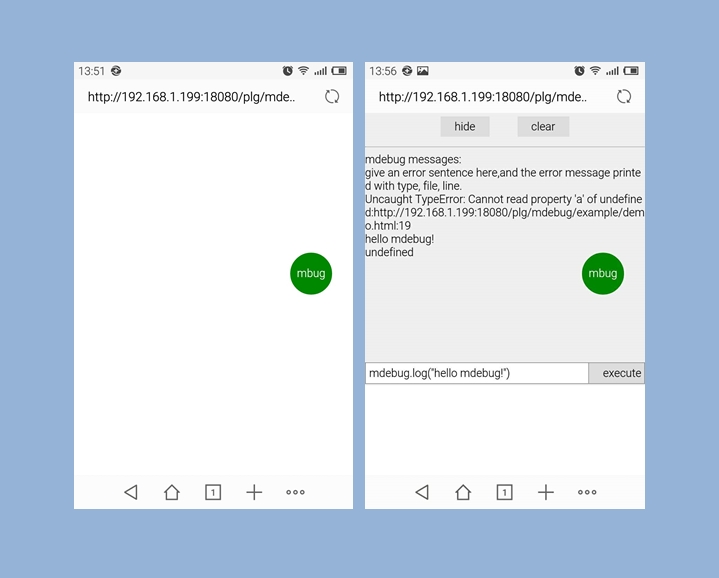 13:51
http://192.168.1.199:18080/plg/mde..
mbug
1
13:56
http://192.168.1.199:18080/plg/mde..
hide
clear
mdebug messages:
give an error sentence here,and the error message printe
d with type, file, line.
Uncaught TypeError: Cannot read property 'a' of undefine
d:http://192.168.1.199:18080/plg/mdebug/example/dem
o.html:19
hello mdebug!
undefined
mbug
mdebug.log("hello mdebug!")
execute
1